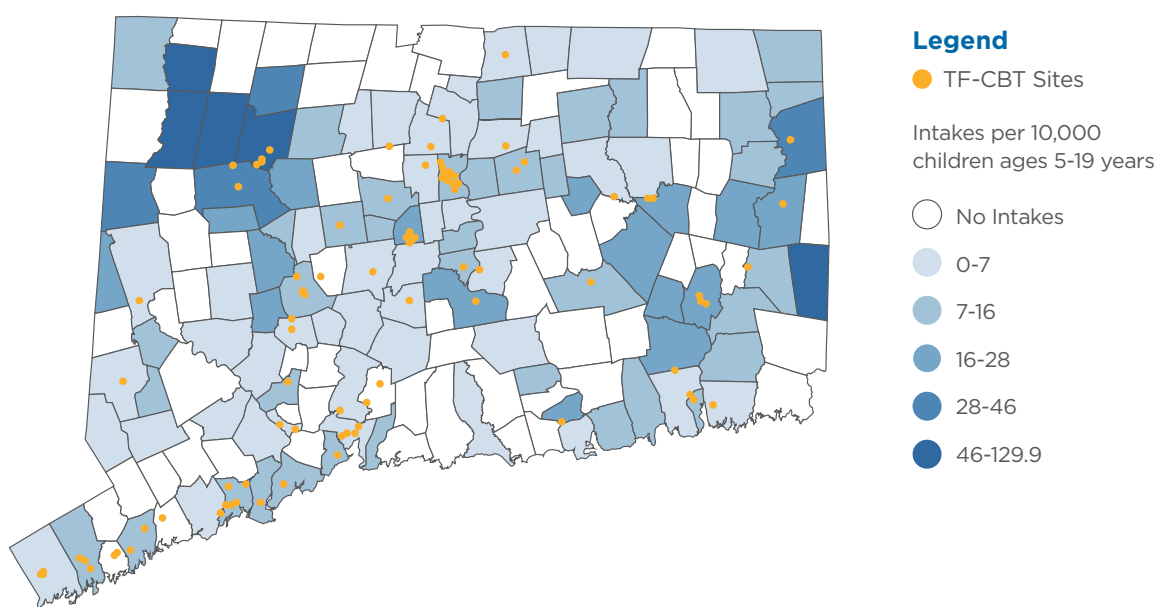 Legend
TF-CBT Sites
Intakes per 10,000
children ages 5-19 years
No Intakes
0-7
7-16
16-28
28-46
46-129.9